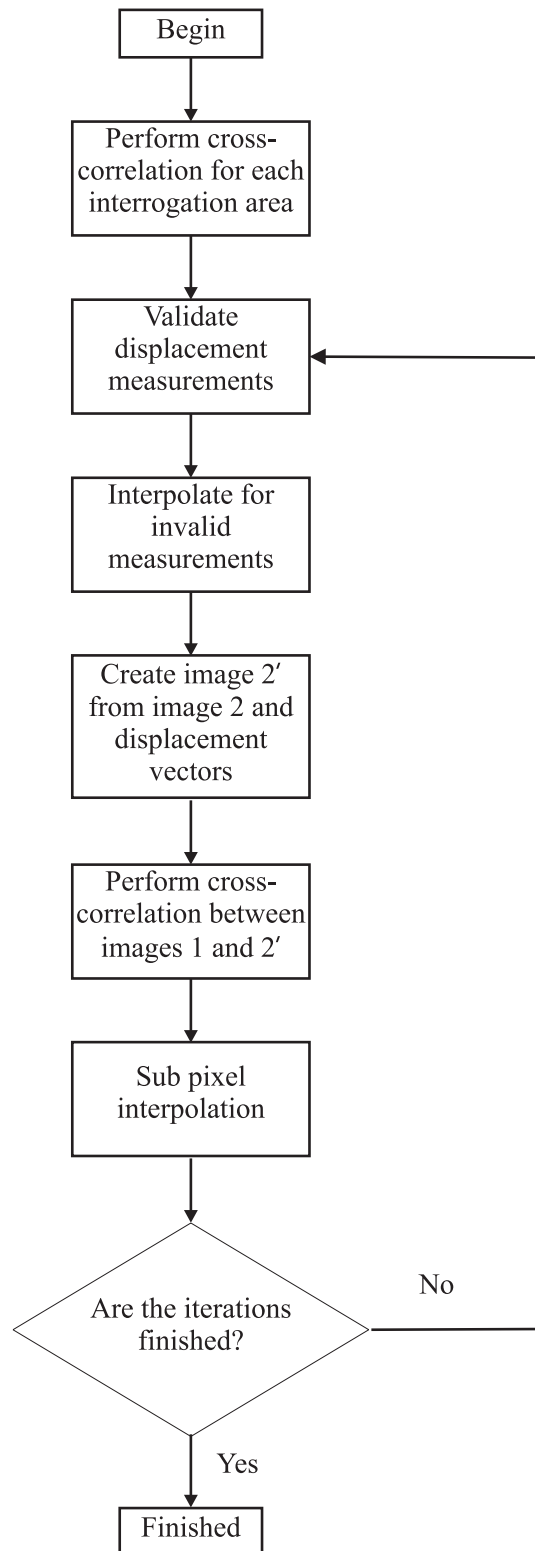 Begin
Perform cross-
correlation for each
interrogation area
Validate
displacement
measurements
Interpolate for
invalid
measurements
Create image 2′
from image 2 and
displacement
vectors
Perform cross-
correlation between
images 1 and 2′
Sub pixel
interpolation
Are the iterations
finished?
No
Yes
Finished